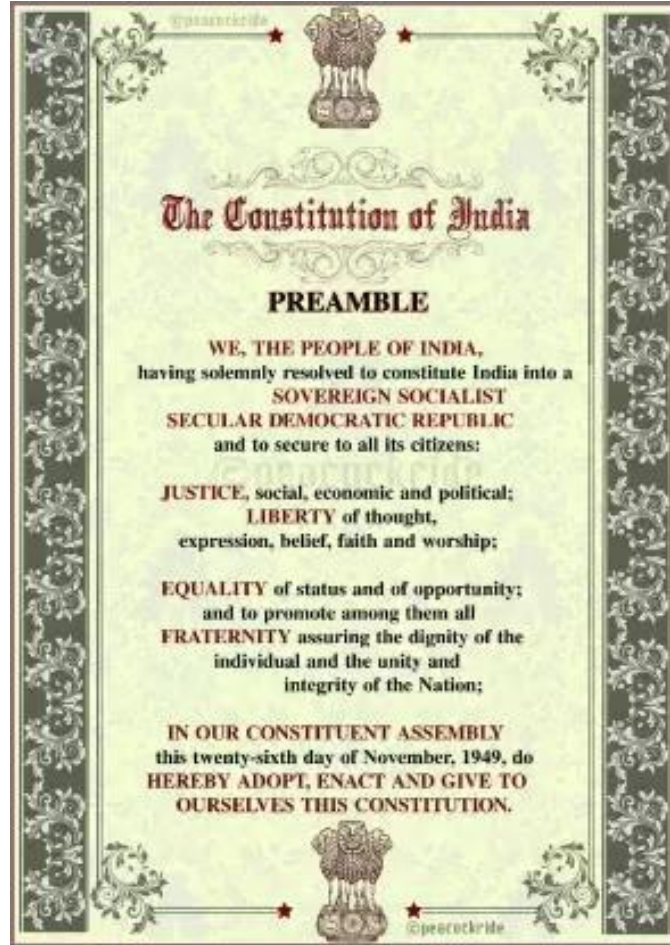 ©peacockride
The Constitution of India
PREAMBLE
WE, THE PEOPLE OF INDIA,
having solemnly resolved to constitute India into a
SOVEREIGN SOCIALIST
SECULAR DEMOCRATIC REPUBLIC
and to secure to all its citizens:
©peacockride
JUSTICE, social, economic and political;
LIBERTY of thought,
expression, belief, faith and worship;
EQUALITY of status and of opportunity;
and to promote among them all
FRATERNITY assuring the dignity of the
individual and the unity and
integrity of the Nation;
IN OUR CONSTITUENT ASSEMBLY
this twenty-sixth day of November, 1949, do
HEREBY ADOPT, ENACT AND GIVE TO
OURSELVES THIS CONSTITUTION.
©peacockride